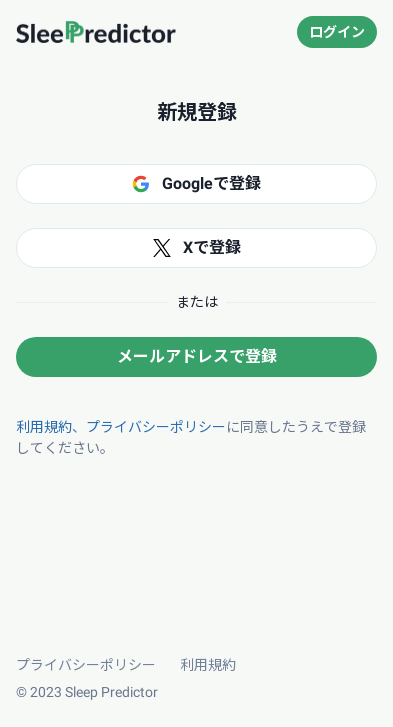 SleePredictor
ログイン
新規登録
Googleで登録
Xで登録
または
メールアドレスで登録
利用規約、プライバシーポリシーに同意したうえで登録
してください。
プライバシーポリシー 利用規約
© 2023 Sleep Predictor